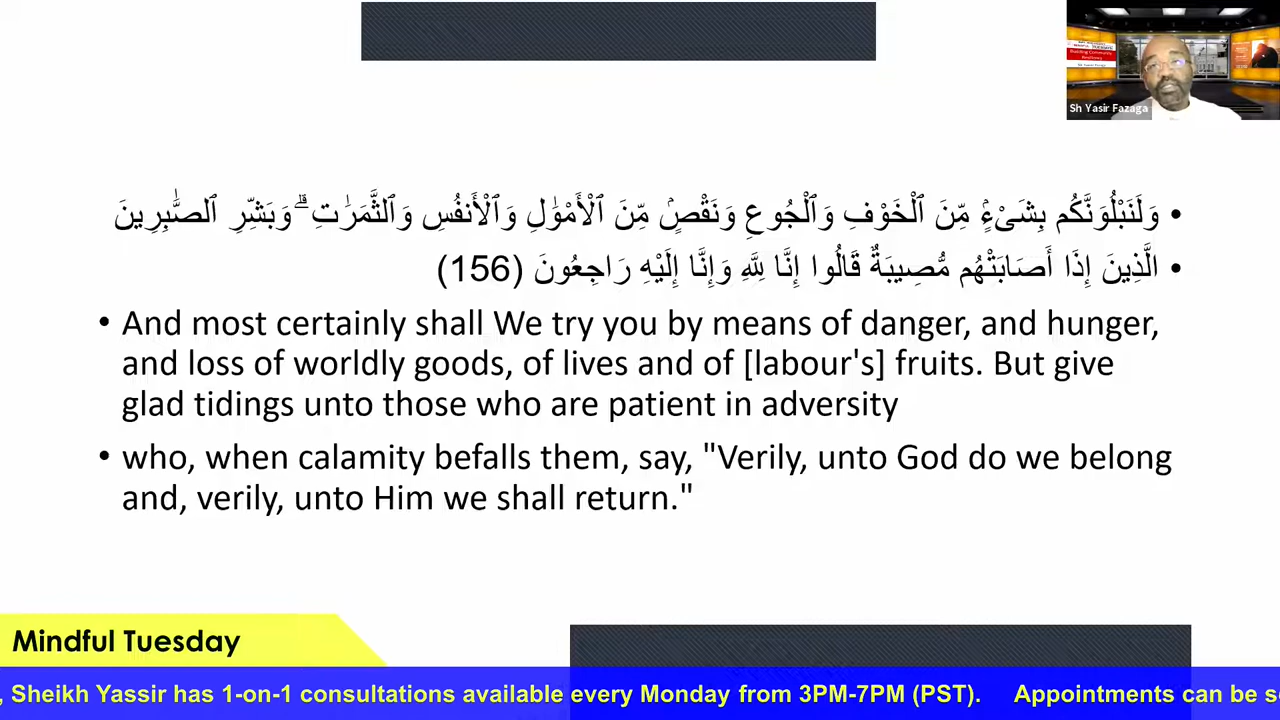 Sh Yasir Fazaga
• وَلَنَبْلُوَنَّكُم بِشَىْءٍۢ مِّنَ ٱلْخَوْفِ وَٱلْجُوعِ وَنَقْصٍۢ مِّنَ ٱلْأَمْوَٰلِ وَٱلْأَنفُسِ وَٱلثَّمَرَٰتِ ۗ وَبَشِّرِ ٱلصَّٰبِرِينَ
• الَّذِينَ إِذَا أَصَابَتْهُم مُّصِيبَةٌ قَالُوا إِنَّا لِلَّهِ وَإِنَّا إِلَيْهِ رَاجِعُونَ (156)
• And most certainly shall We try you by means of danger, and hunger,
and loss of worldly goods, of lives and of [labour's] fruits. But give
glad tidings unto those who are patient in adversity
• who, when calamity befalls them, say, "Verily, unto God do we belong
and, verily, unto Him we shall return."
Mindful Tuesday
, Sheikh Yassir has 1-on-1 consultations available every Monday from 3PM-7PM (PST). Appointments can be